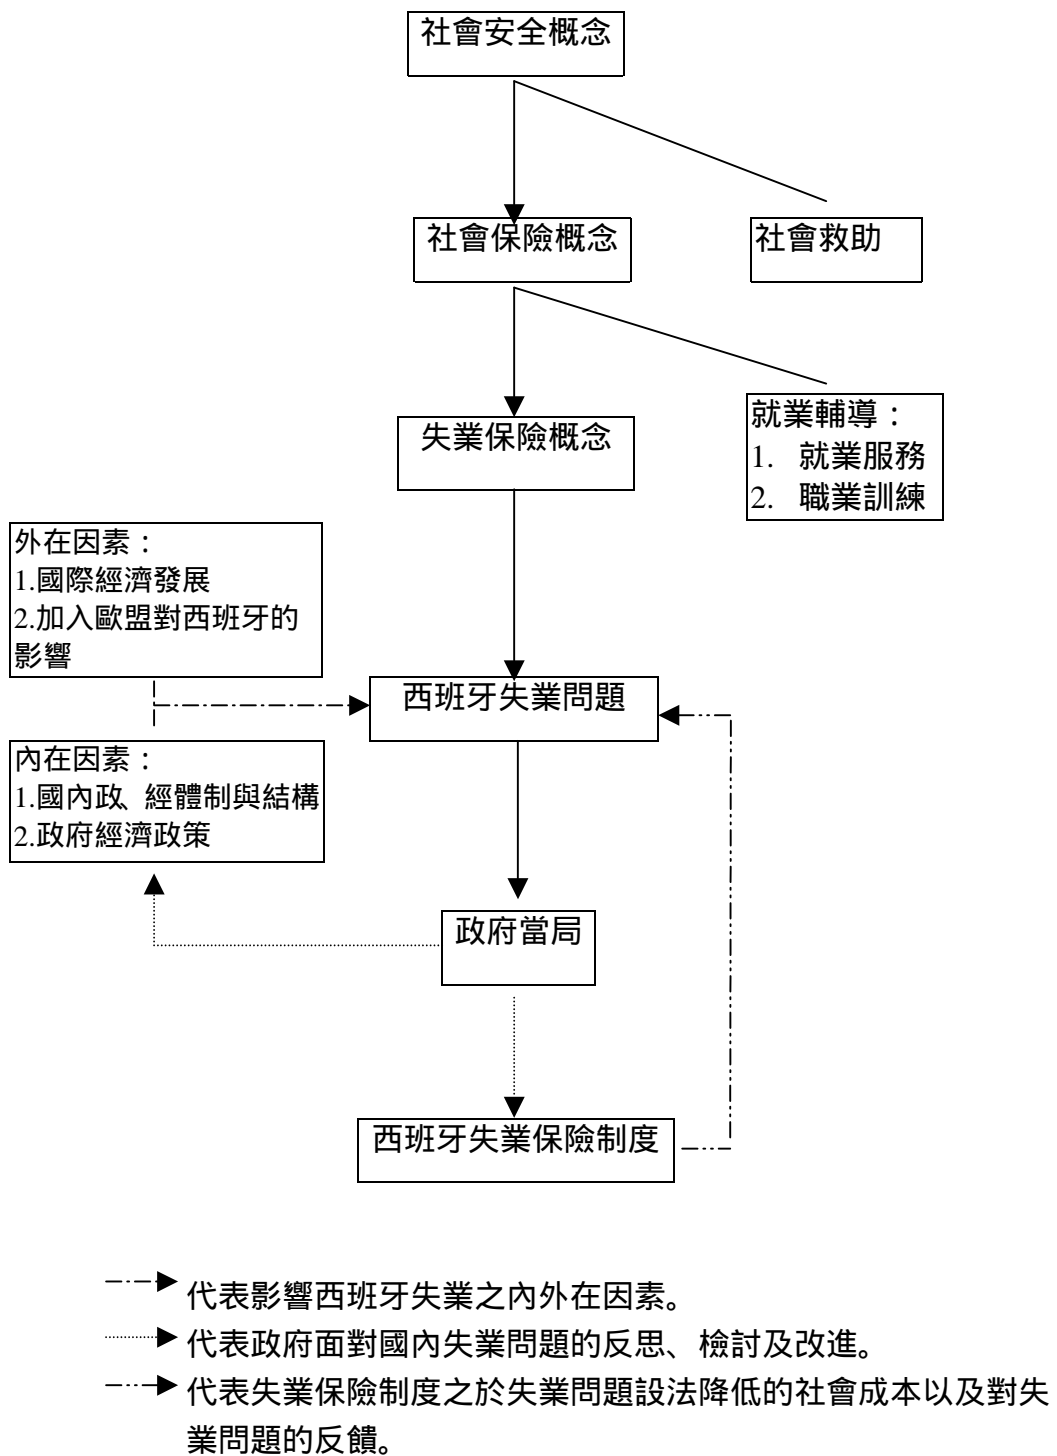 社會安全概念
社會保險概念
社會救助
失業保險概念
就業輔導：
1. 就業服務
2. 職業訓練
外在因素：
1.國際經濟發展
2.加入歐盟對西班牙的
影響
西班牙失業問題
內在因素：
1.國內政、經體制與結構
2.政府經濟政策
政府當局
西班牙失業保險制度
代表影響西班牙失業之內外在因素。
代表政府面對國內失業問題的反思、檢討及改進。
代表失業保險制度之於失業問題設法降低的社會成本以及對失
業問題的反饋。